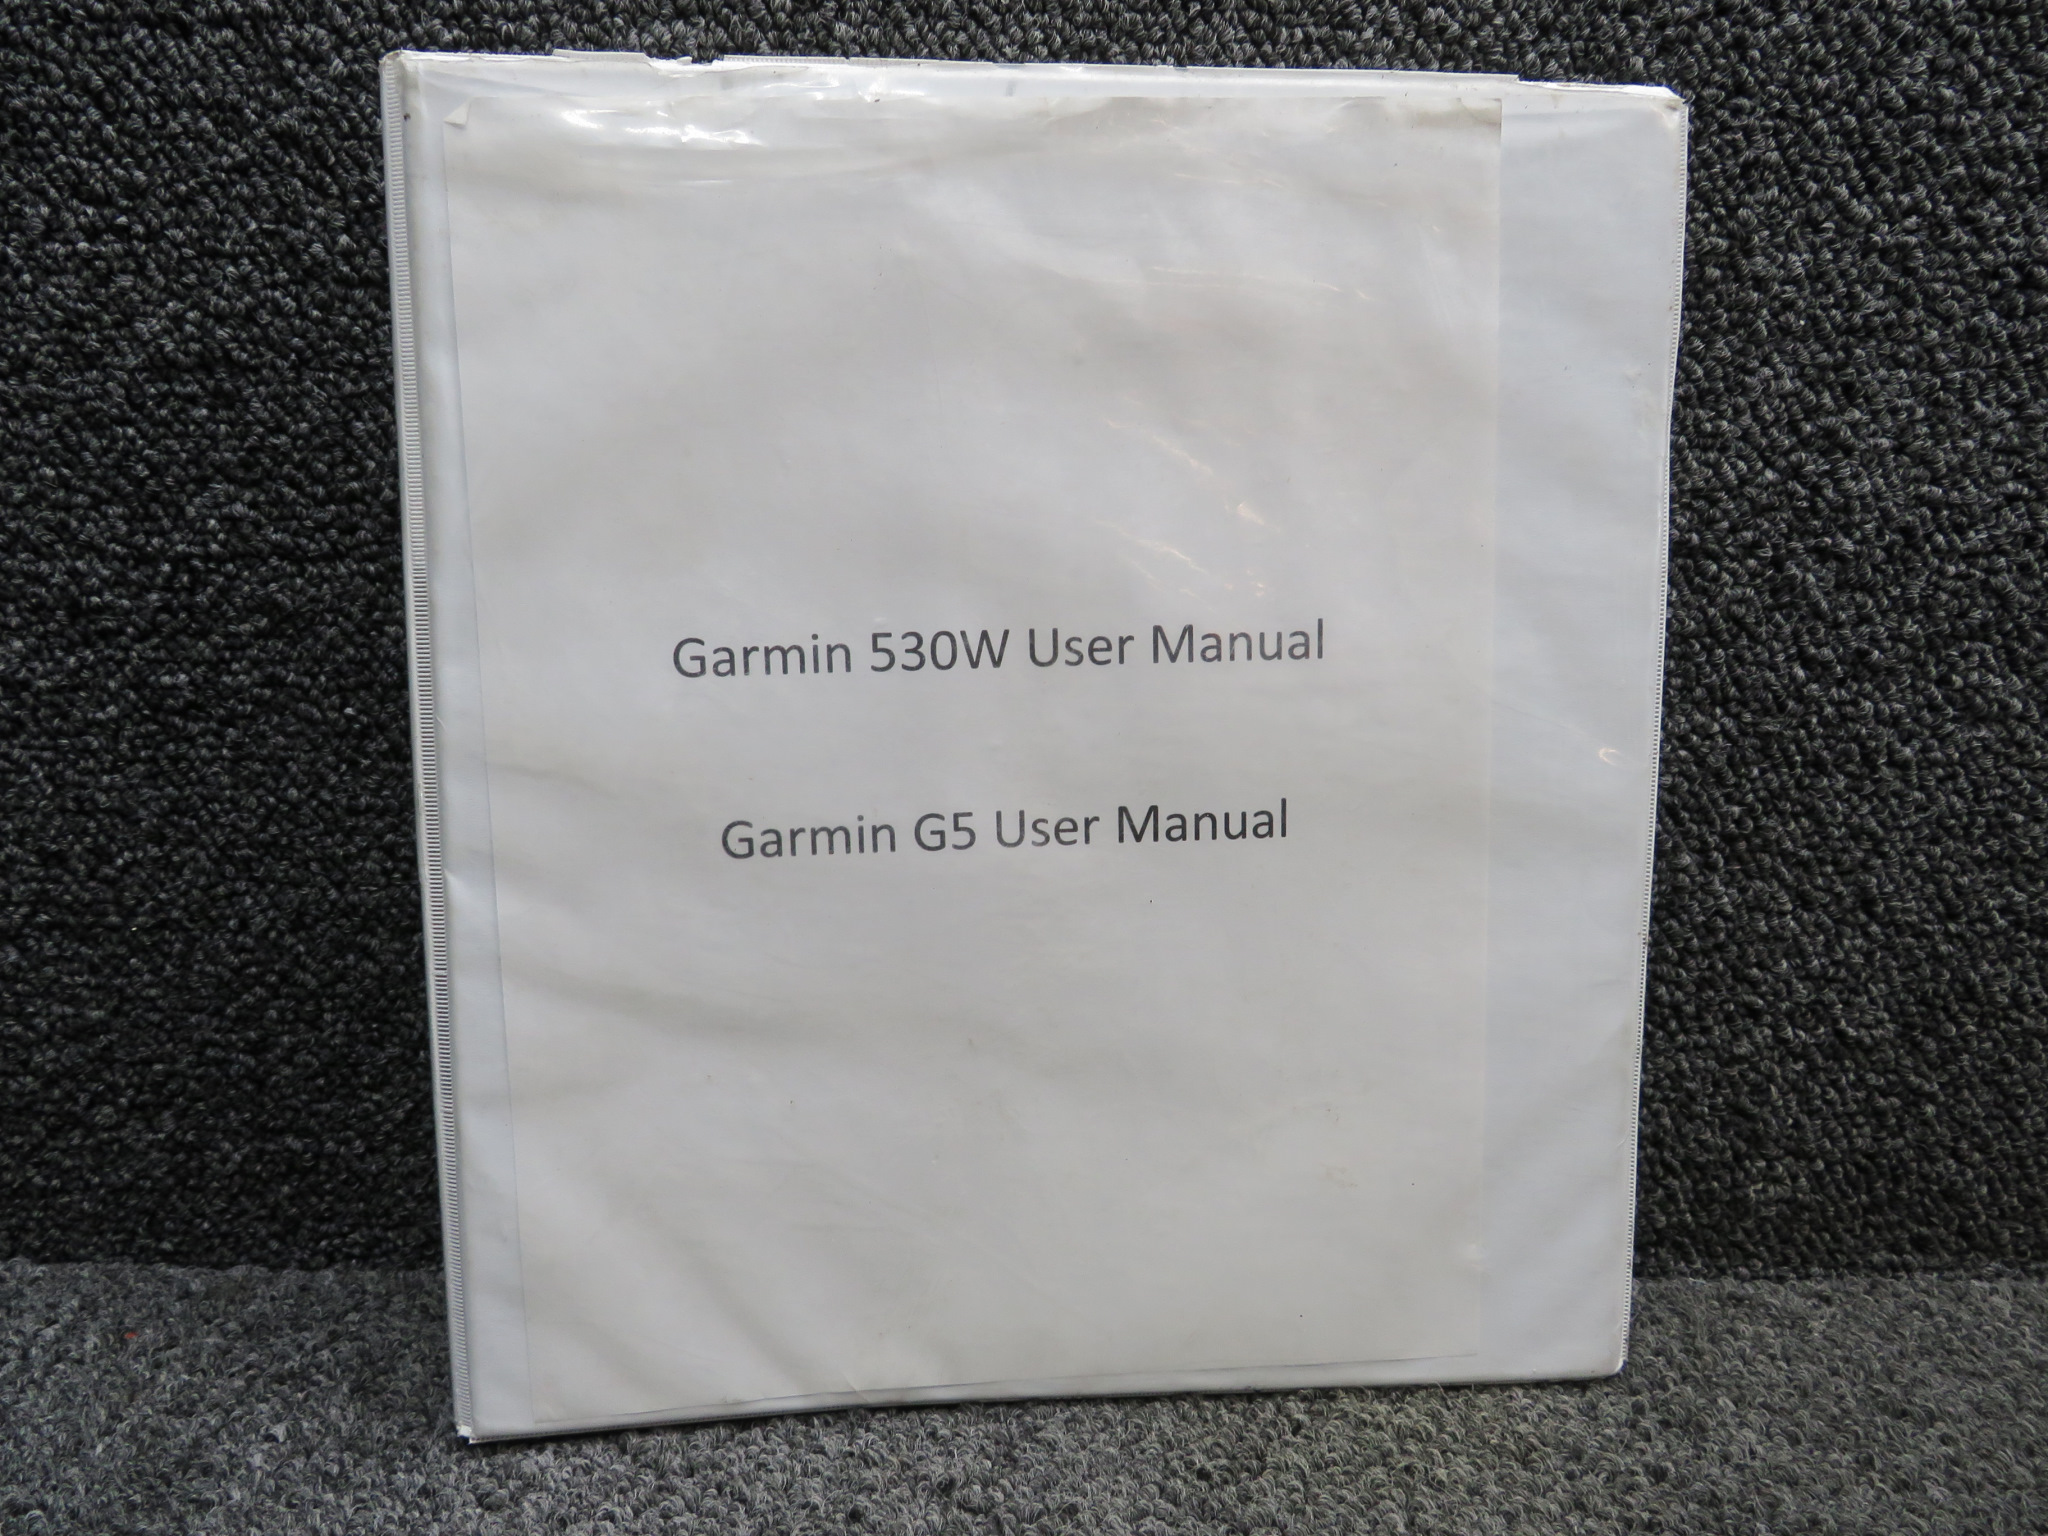 Garmin 530W User Manual
Garmin G5 User Manual